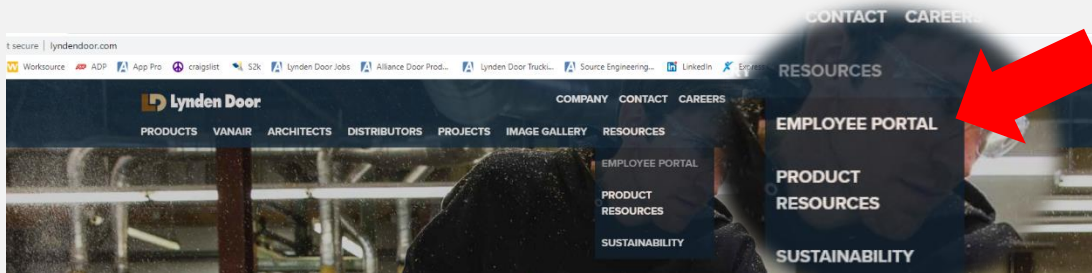 t secure | lyndendoor.com
Worksource ADP App Pro craigslist S2k Lynden Door Jobs Alliance Door Prod... Lynden Door Trucki... Source Engineering... LinkedIn
Lynden Door
COMPANY CONTACT CAREERS
PRODUCTS VANAIR ARCHITECTS DISTRIBUTORS PROJECTS IMAGE GALLERY RESOURCES
EMPLOYEE PORTAL
PRODUCT
RESOURCES
SUSTAINABILITY
CONTACT CAREERS
RESOURCES
EMPLOYEE PORTAL
PRODUCT
RESOURCES
SUSTAINABILITY